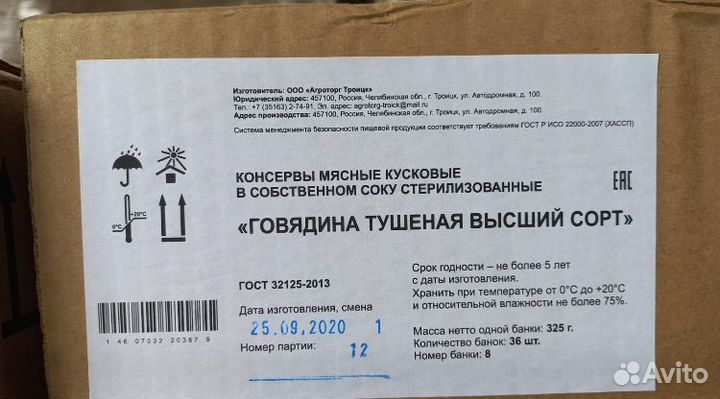 Изготовитель: ООО «Агроторг Троицк»
Юридический адрес: 457100, Россия, Челябинская обл., г. Троицк, ул. Автодромная, д. 100.
Тел.: +7 (35163) 2-74-91. Эл. адрес: agrotorg-troick@mail.ru
Адрес производства: 457100, Россия, Челябинская обл., г. Троицк, ул. Автодромная, д. 100.
Система менеджмента безопасности пищевой продукции соответствует требованиям ГОСТ Р ИСО 22000-2007 (ХАССП)
КОНСЕРВЫ МЯСНЫЕ КУСКОВЫЕ
В СОБСТВЕННОМ СОКУ СТЕРИЛИЗОВАННЫЕ
EAC
«ГОВЯДИНА ТУШЕНАЯ ВЫСШИЙ СОРТ»
0°C +20°C
ГОСТ 32125-2013
Дата изготовления, смена
25.09.2020 1
Номер партии: 12
Срок годности – не более 5 лет
с даты изготовления.
Хранить при температуре от 0°С до +20°С
и относительной влажности не более 75%.
Масса нетто одной банки: 325 г.
Количество банок: 36 шт.
Номер банки: 8
1 46 07032 20387 9
Avito